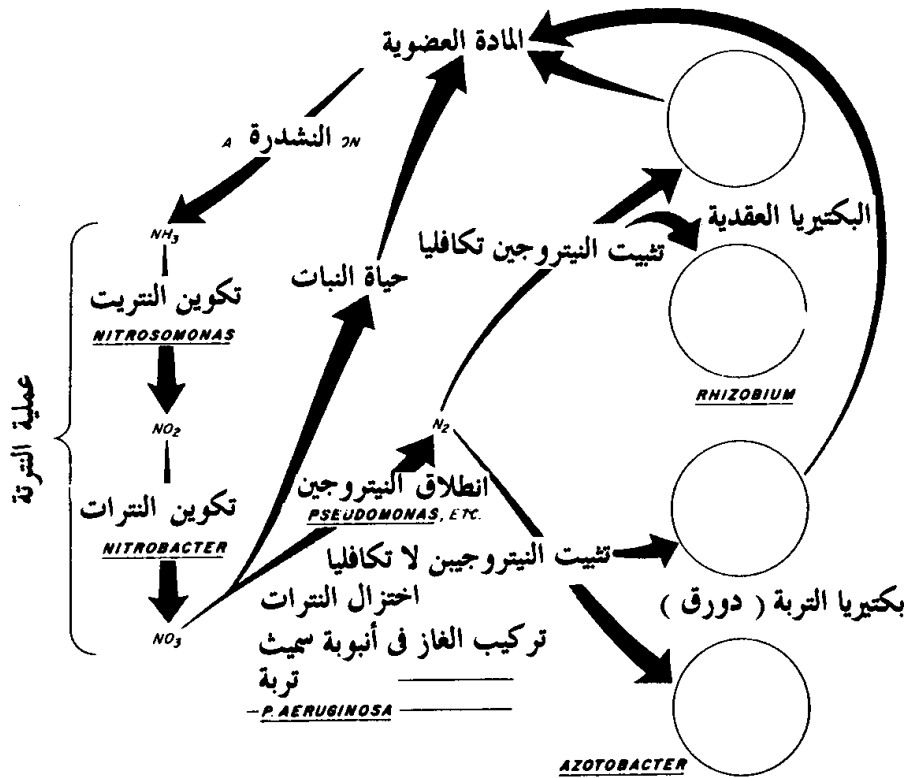 المادة العضوية
A النشدرة ON
NH3
البكتيريا العقدية
تثبيت النيتروجين تكافليا
حياة النبات
تكوين النتريت
NITROSOMONAS
RHIZOBIUM
عملية النترتة
NO2
N2
انطلاق النيتروجين
PSEUDOMONAS, ETC.
تكوين النترات
NITROBACTER
تثبيت النيتروجين لا تكافليا
اختزال النترات
بكتيريا التربة ( دورق )
NO3
تركيب الغاز فى أنبوبة سميث
تربة
P. AERUGINOSA
AZOTOBACTER